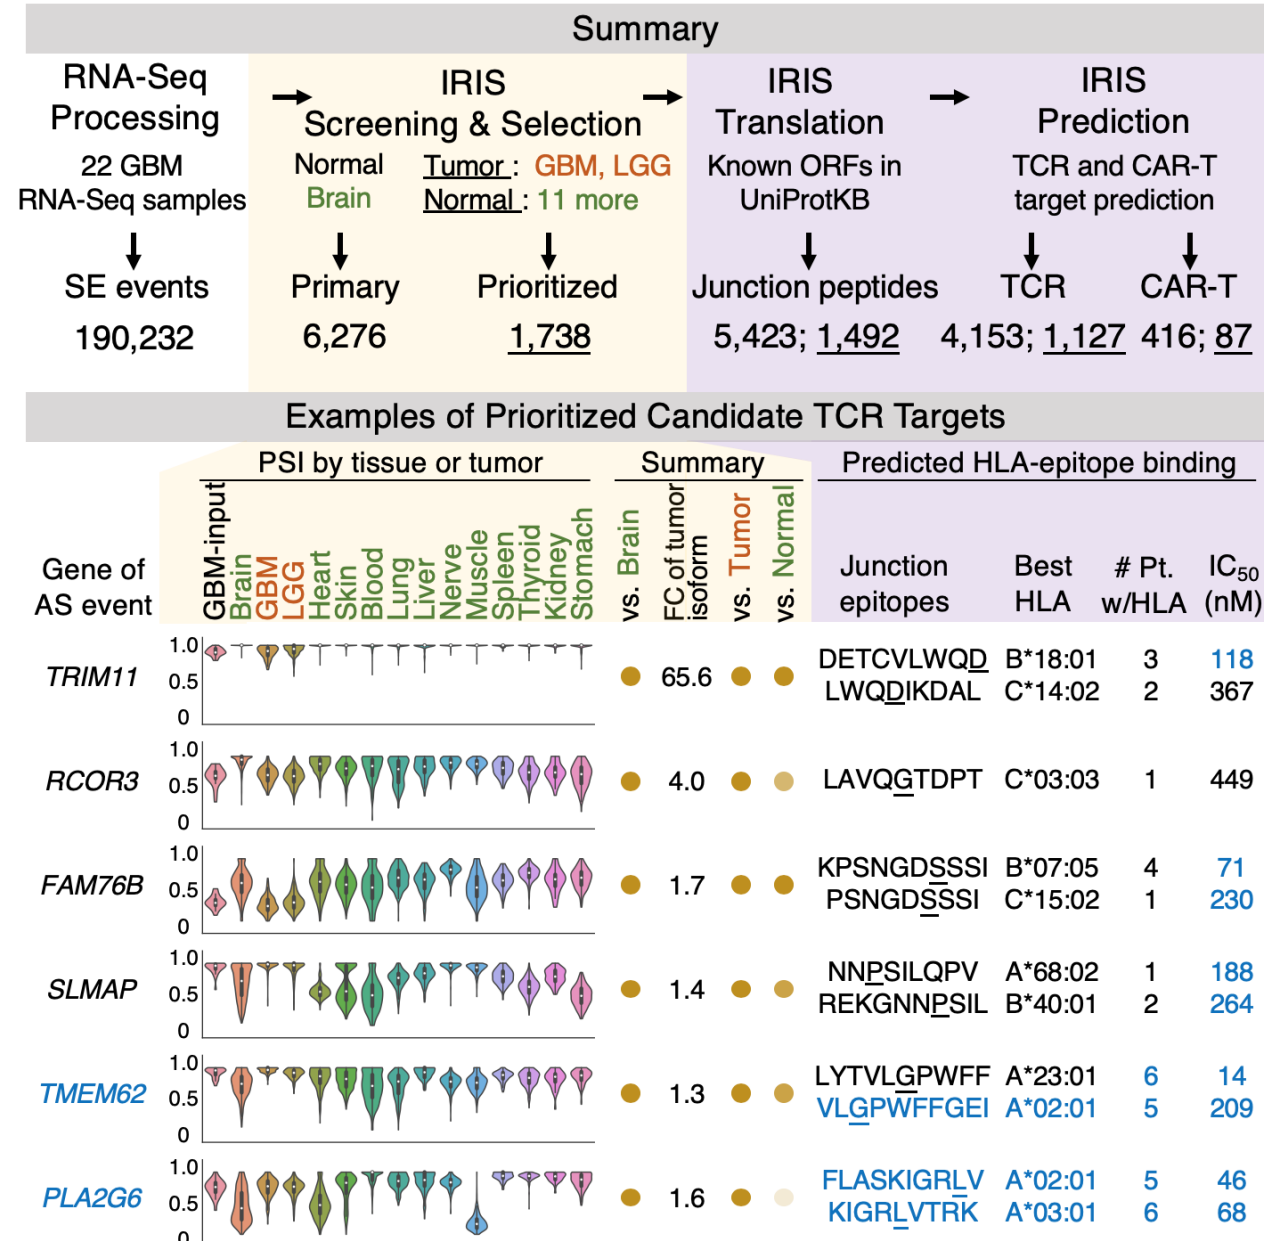 Summary
RNA-Seq
Processing
22 GBM
RNA-Seq samples
SE events
190,232
IRIS
Screening & Selection
Normal
Brain
Tumor : GBM, LGG
Normal : 11 more
Primary
6,276
Prioritized
1,738
IRIS
Translation
Known ORFs in
UniProtKB
Junction peptides
5,423; 1,492
IRIS
Prediction
TCR and CAR-T
target prediction
TCR
4,153; 1,127
CAR-T
416; 87
Examples of Prioritized Candidate TCR Targets
PSI by tissue or tumor
Summary
Predicted HLA-epitope binding
Gene of
AS event
GBM-input
Brain
GBM
LGG
Heart
Skin
Blood
Lung
Liver
Nerve
Muscle
Spleen
Thyroid
Kidney
Stomach
vs. Brain
FC of tumor
isoform
vs. Tumor
vs. Normal
Junction
epitopes
Best
HLA
# Pt.
w/HLA
IC50
(nM)
TRIM11
1.0
0.5
0
65.6
DETCVLWQD B*18:01 3 118
LWQDIKDAL C*14:02 2 367
RCOR3
1.0
0.5
0
4.0
LAVQGTDPT C*03:03 1 449
FAM76B
1.0
0.5
0
1.7
KPSNGDSSSI B*07:05 4 71
PSNGDSSSI C*15:02 1 230
SLMAP
1.0
0.5
0
1.4
NNPSILQPV A*68:02 1 188
REKGNNPSIL B*40:01 2 264
TMEM62
1.0
0.5
0
1.3
LYTVLGPWFF A*23:01 6 14
VLGPWFFGEI A*02:01 5 209
PLA2G6
1.0
0.5
0
1.6
FLASKIGRLV A*02:01 5 46
KIGRLVTRK A*03:01 6 68